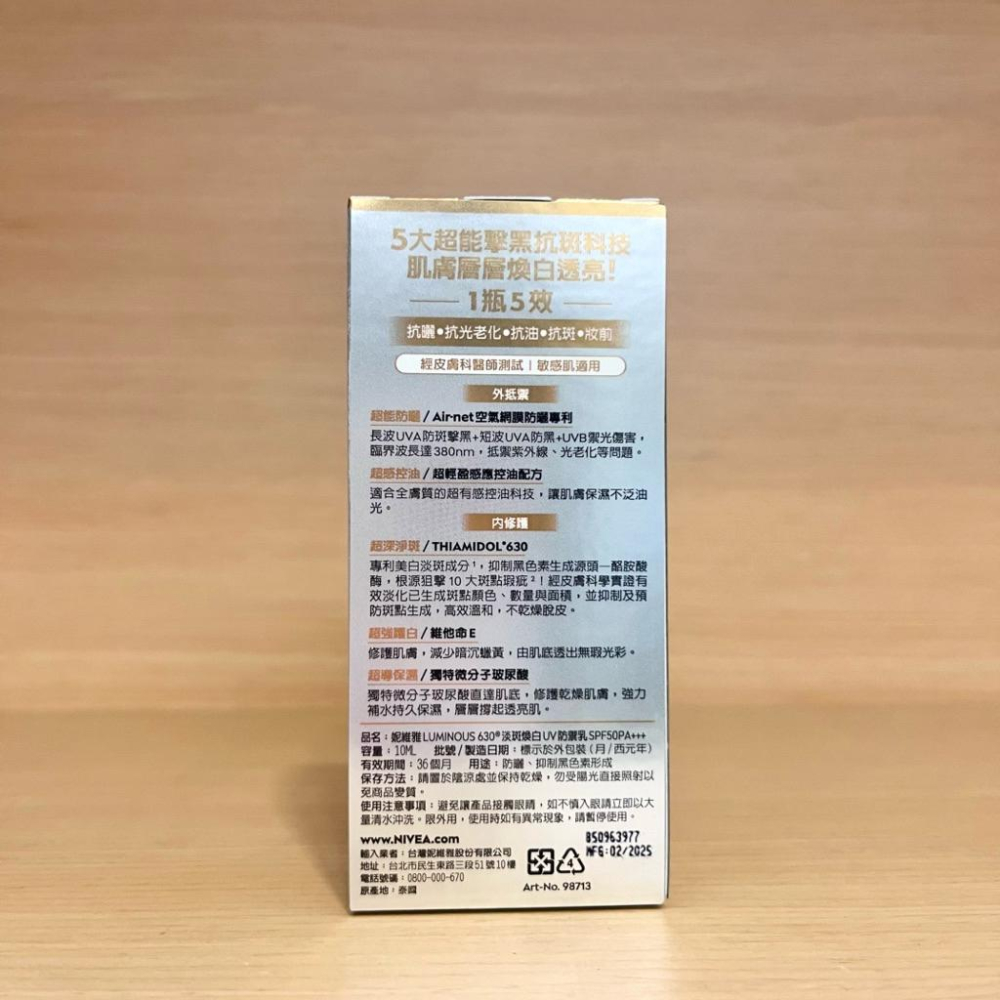 5大超能擊黑抗斑科技
肌膚層層煥白透亮!
1瓶5效
抗曬•抗光老化•抗油•抗斑•妝前
經皮膚科醫師測試 | 敏感肌適用
外抵禦
超能防曬 / Air-net空氣網膜防曬專利
長波UVA防斑擊黑+短波UVA防黑+UVB禦光傷害，
臨界波長達380nm，抵禦紫外線、光老化等問題。
超感控油 / 超輕盈感應控油配方
適合全膚質的超有感控油科技，讓肌膚保濕不泛油
光。
內修護
超深淨斑 / THIAMIDOL®630
專利美白淡斑成分¹，抑制黑色素生成源頭—酪胺酸
酶，根源狙擊 10 大斑點瑕疵²！經皮膚科學實證有
效淡化已生成斑點顏色、數量與面積，並抑制及預
防斑點生成，高效溫和，不乾燥脫皮。
超強護白 / 維他命E
修護肌膚，減少暗沉蠟黃，由肌底透出無瑕光彩。
超導保濕 / 獨特微分子玻尿酸
獨特微分子玻尿酸直達肌底，修護乾燥肌膚，強力
補水持久保濕，層層撐起透亮肌。
品名：妮維雅 LUMINOUS 630®淡斑煥白UV防曬乳 SPF50PA+++
容量：10ML 批號/製造日期：標示於外包裝（月/西元年）
有效期間：36個月 用途：防曬、抑制黑色素形成
保存方法：請置於陰涼處並保持乾燥，勿受陽光直接照射以
免商品變質。
使用注意事項：避免讓產品接觸眼睛，如不慎入眼請立即以大
量清水沖洗。限外用，使用時如有異常現象，請暫停使用。
www.NIVEA.com
輸入業者：台灣妮維雅股份有限公司
地址：台北市民生東路三段51號10樓
電話號碼：0800-000-670
原產地：泰國
4
Art-No. 98713
B50963977
MFG:02/2025